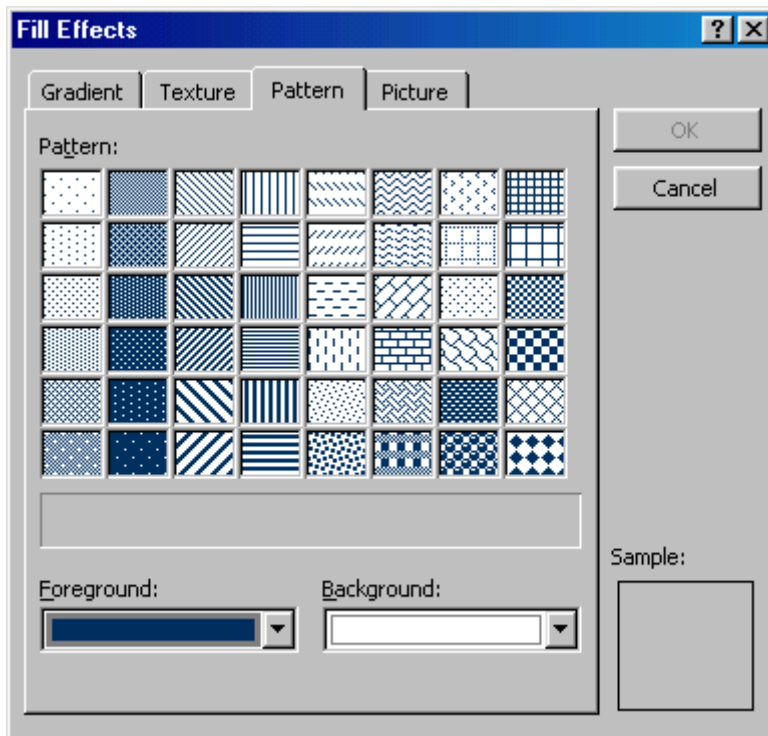 Fill Effects
Gradient Texture Pattern Picture
Pattern:
OK
Cancel
Sample:
Foreground: Background: